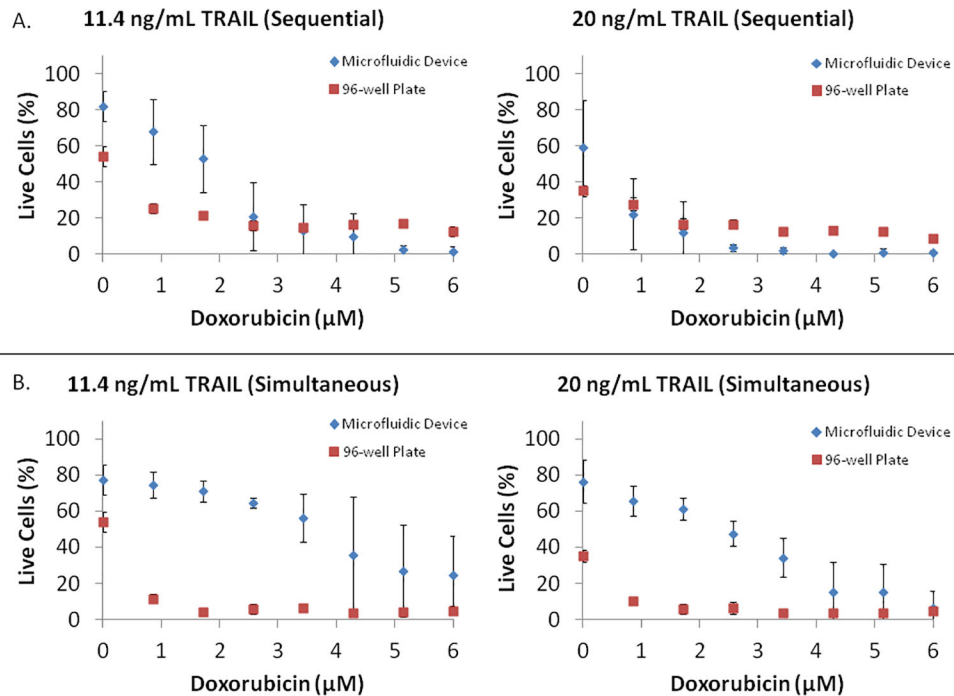 A.
11.4 ng/mL TRAIL (Sequential)
Microfluidic Device
96-well Plate
100
80
60
40
20
0
Live Cells (%)
0 1 2 3 4 5 6
Doxorubicin (μM)
20 ng/mL TRAIL (Sequential)
Microfluidic Device
96-well Plate
100
80
60
40
20
0
Live Cells (%)
0 1 2 3 4 5 6
Doxorubicin (μM)
B.
11.4 ng/mL TRAIL (Simultaneous)
Microfluidic Device
96-well Plate
100
80
60
40
20
0
Live Cells (%)
0 1 2 3 4 5 6
Doxorubicin (μM)
20 ng/mL TRAIL (Simultaneous)
Microfluidic Device
96-well Plate
100
80
60
40
20
0
Live Cells (%)
0 1 2 3 4 5 6
Doxorubicin (μM)